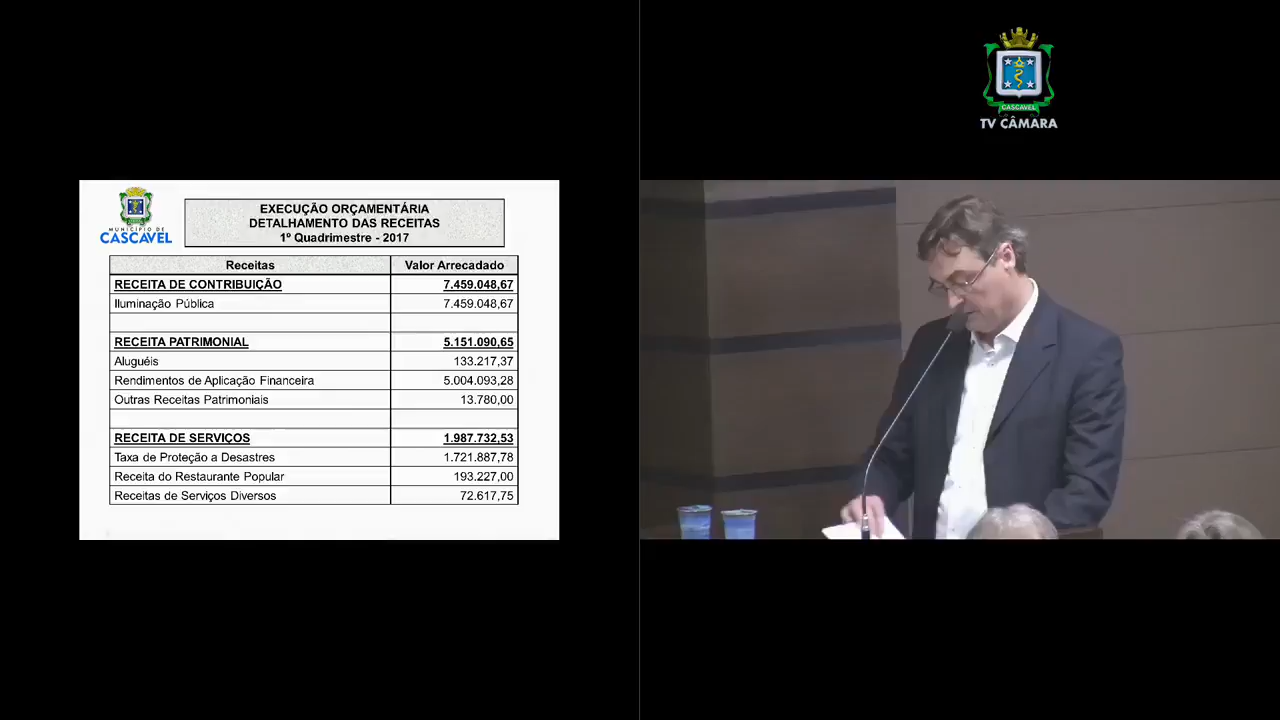 MUNICÍPIO DE
CASCAVEL
EXECUÇÃO ORÇAMENTÁRIA
DETALHAMENTO DAS RECEITAS
1º Quadrimestre - 2017
Receitas Valor Arrecadado
RECEITA DE CONTRIBUIÇÃO 7.459.048,67
Iluminação Pública 7.459.048,67
RECEITA PATRIMONIAL 5.151.090,65
Aluguéis 133.217,37
Rendimentos de Aplicação Financeira 5.004.093,28
Outras Receitas Patrimoniais 13.780,00
RECEITA DE SERVIÇOS 1.987.732,53
Taxa de Proteção a Desastres 1.721.887,78
Receita do Restaurante Popular 193.227,00
Receitas de Serviços Diversos 72.617,75
CASCAVEL
TV CÂMARA